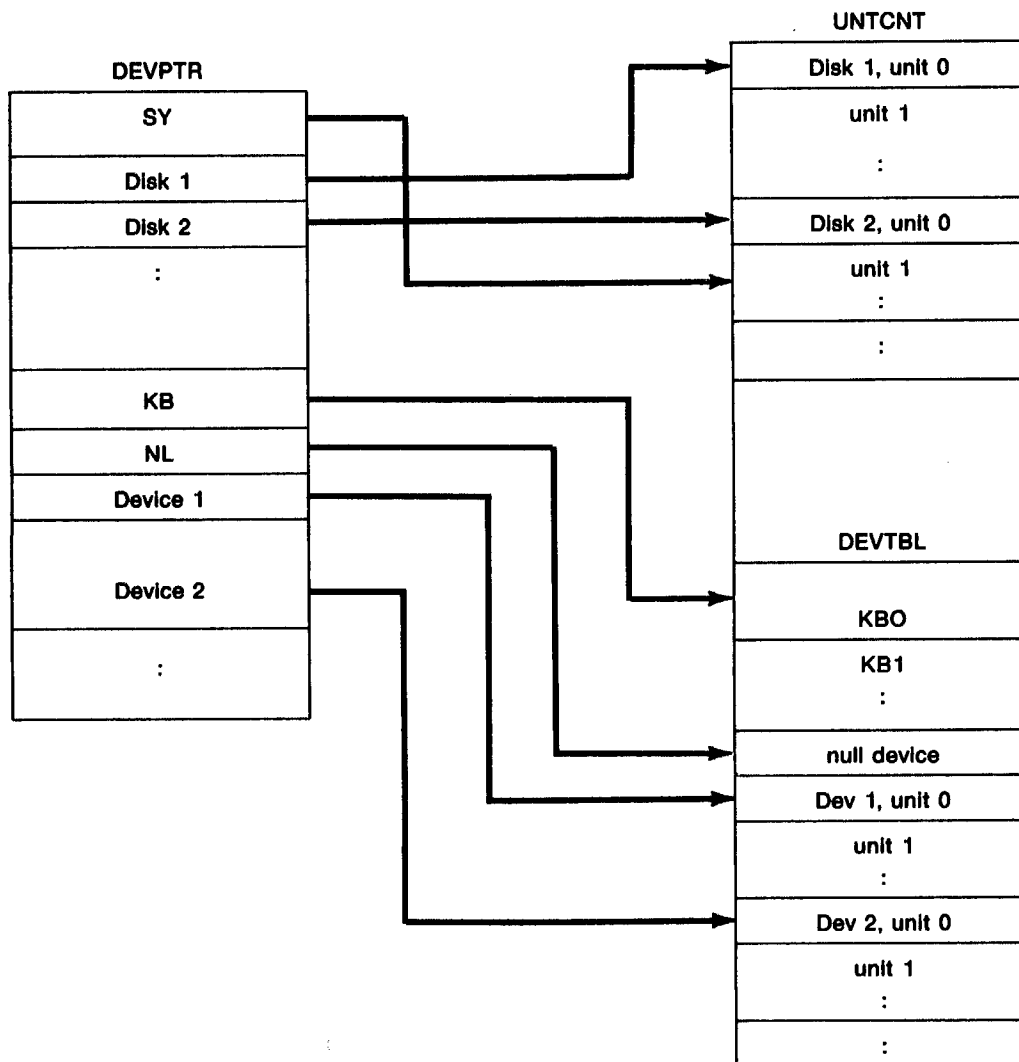 DEVPTR
SY
Disk 1
Disk 2
:
KB
NL
Device 1
Device 2
:
UNTCNT
Disk 1, unit 0
unit 1
:
Disk 2, unit 0
unit 1
:
:
DEVTBL
KBO
KB1
:
null device
Dev 1, unit 0
unit 1
:
Dev 2, unit 0
unit 1
:
: